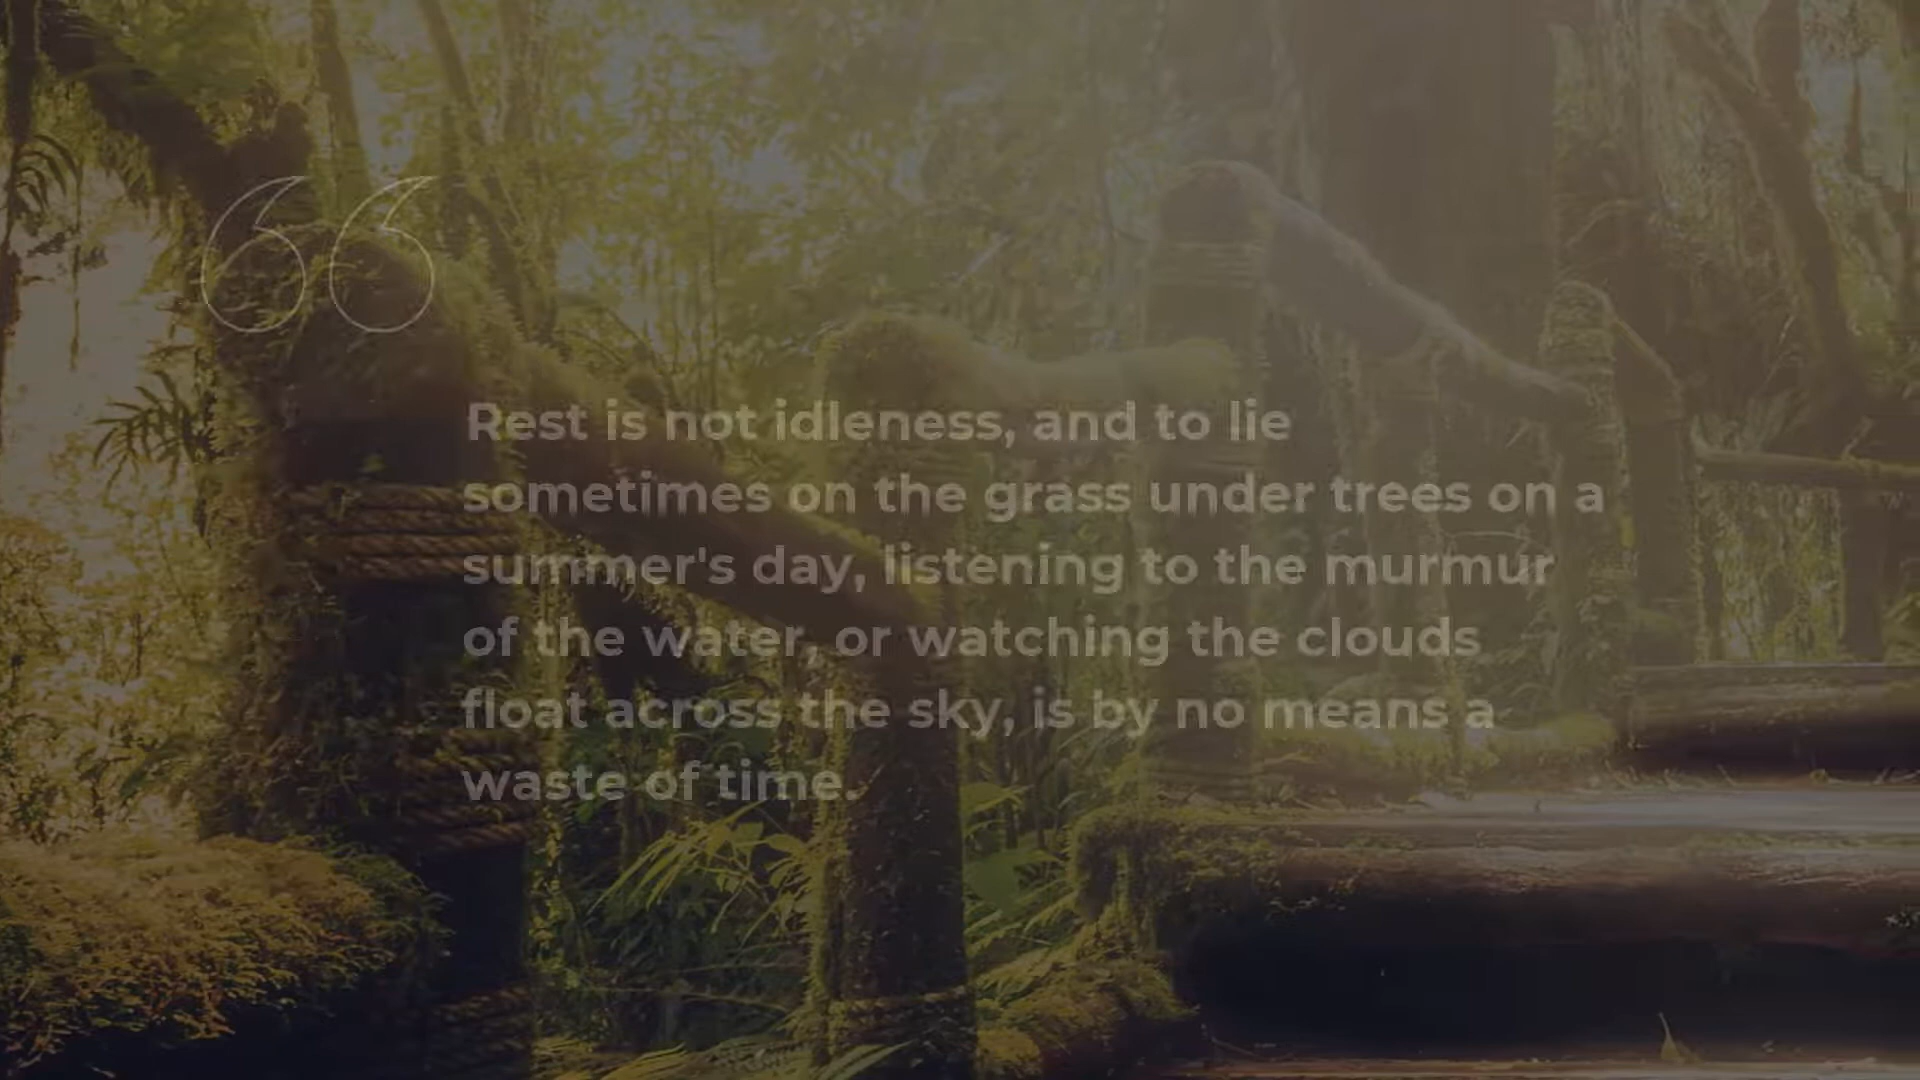 Rest is not idleness, and to lie
sometimes on the grass under trees on a
summer's day, listening to the murmur
of the water, or watching the clouds
float across the sky, is by no means a
waste of time.